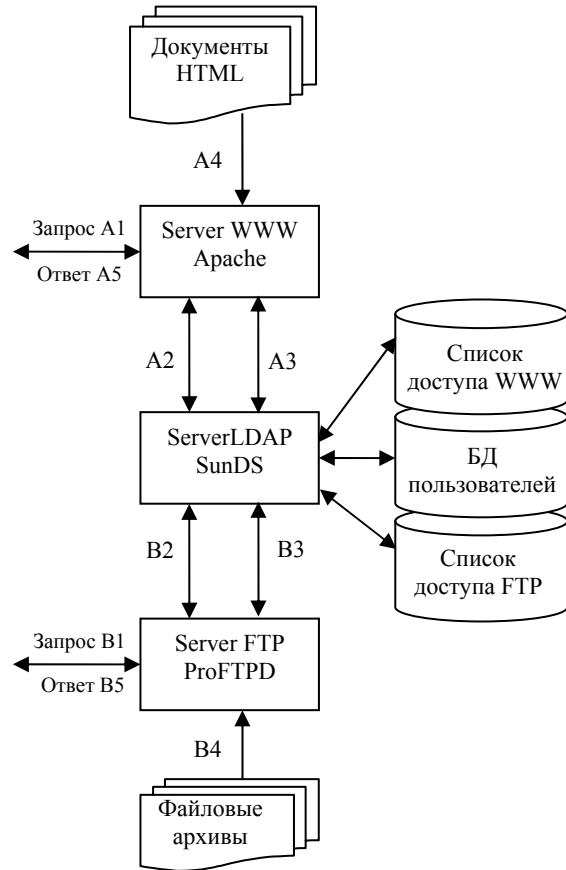 Документы
HTML
A4
Запрос A1
Ответ A5
Server WWW
Apache
A2
A3
Список
доступа WWW
ServerLDAP
SunDS
БД
пользователей
B2
B3
Список
доступа FTP
Запрос B1
Ответ B5
Server FTP
ProFTPD
B4
Файловые
архивы